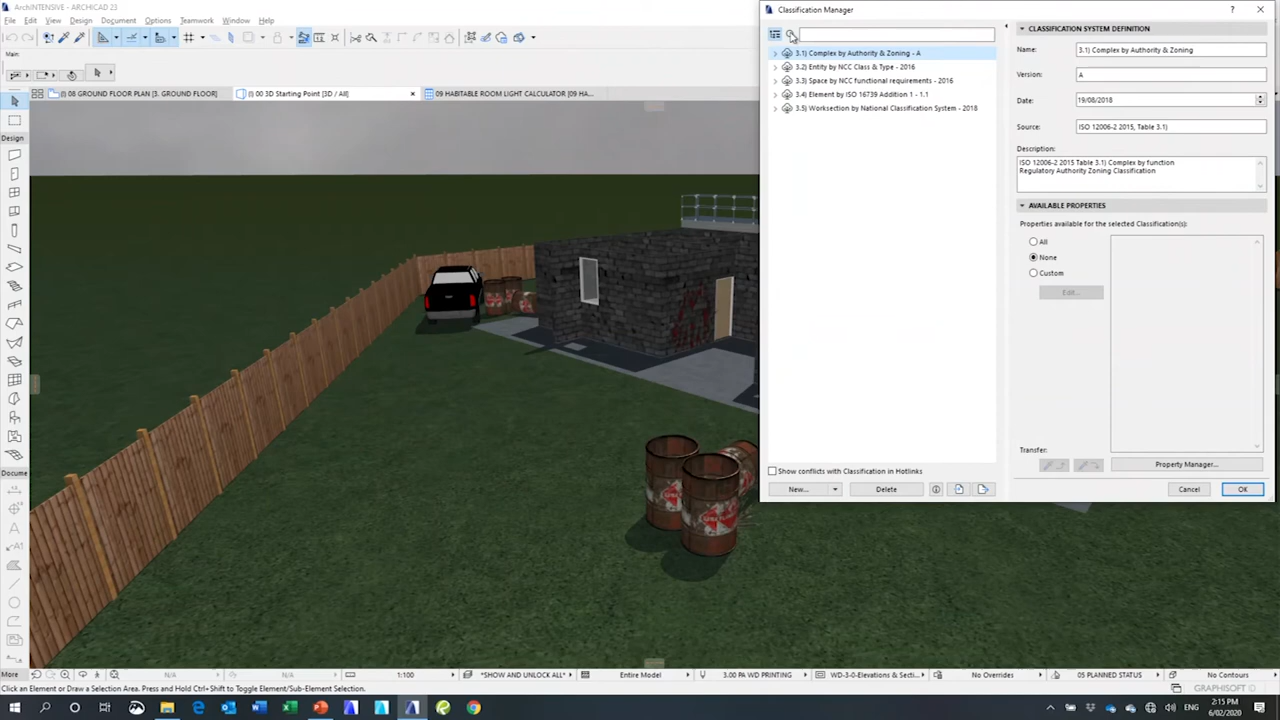 ArchINTENSIVE - ARCHICAD 23
File Edit View Design Document Options Teamwork Window Help
Main:
(!) 08 GROUND FLOOR PLAN [3. GROUND FLOOR]
(!) 00 3D Starting Point [3D / All]
09 HABITABLE ROOM LIGHT CALCULATOR [09 HA...
Design
Docume
More
Classification Manager
3.1) Complex by Authority & Zoning - A
3.2) Entity by NCC Class & Type - 2016
3.3) Space by NCC functional requirements - 2016
3.4) Element by ISO 16739 Addition 1 - 1.1
3.5) Worksection by National Classification System - 2018
Show conflicts with Classification in Hotlinks
New...
Delete
CLASSIFICATION SYSTEM DEFINITION
Name: 3.1) Complex by Authority & Zoning
Version: A
Date: 19/08/2018
Source: ISO 12006-2 2015, Table 3.1)
Description:
ISO 12006-2 2015 Table 3.1) Complex by function
Regulatory Authority Zoning Classification
AVAILABLE PROPERTIES
Properties available for the selected Classification(s):
All
None
Custom
Edit...
Transfer:
Property Manager...
Cancel
OK
N/A
N/A
1:100
*SHOW AND UNLOCK ALL*
Entire Model
3.00 PA WD PRINTING
WD-3-0-Elevations & Secti...
No Overrides
05 PLANNED STATUS
No Contours
Click an Element or Draw a Selection Area. Press and Hold Ctrl+Shift to Toggle Element/Sub-Element Selection.
GRAPHISOFT
ENG
2:15 PM
6/02/2020